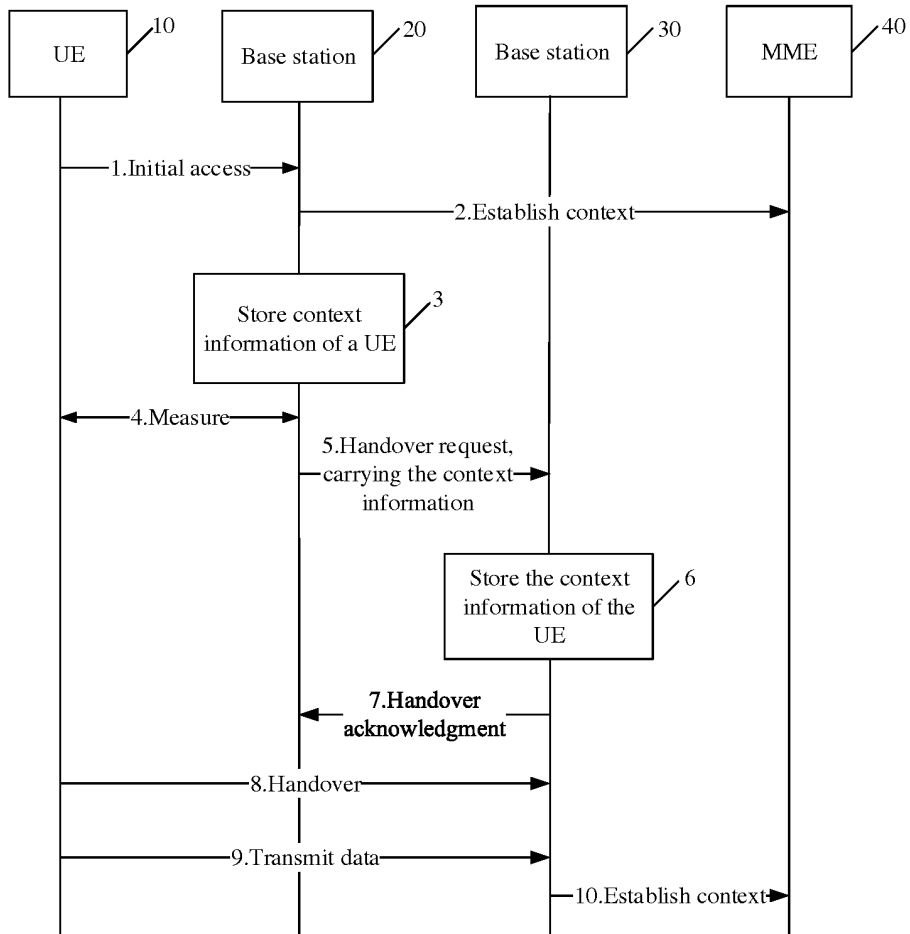 10
20
30
40
UE
Base station
Base station
MME
1.Initial access
2.Establish context
3
Store context
information of a UE
4.Measure
5.Handover request,
carrying the context
information
6
Store the context
information of the
UE
7.Handover
acknowledgment
8.Handover
9.Transmit data
10.Establish context